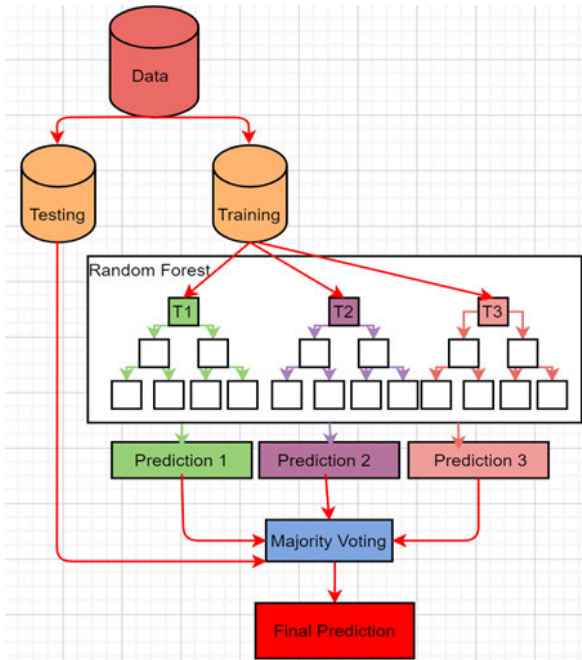 Data
Testing
Training
Random Forest
T1
T2
T3
Prediction 1
Prediction 2
Prediction 3
Majority Voting
Final Prediction